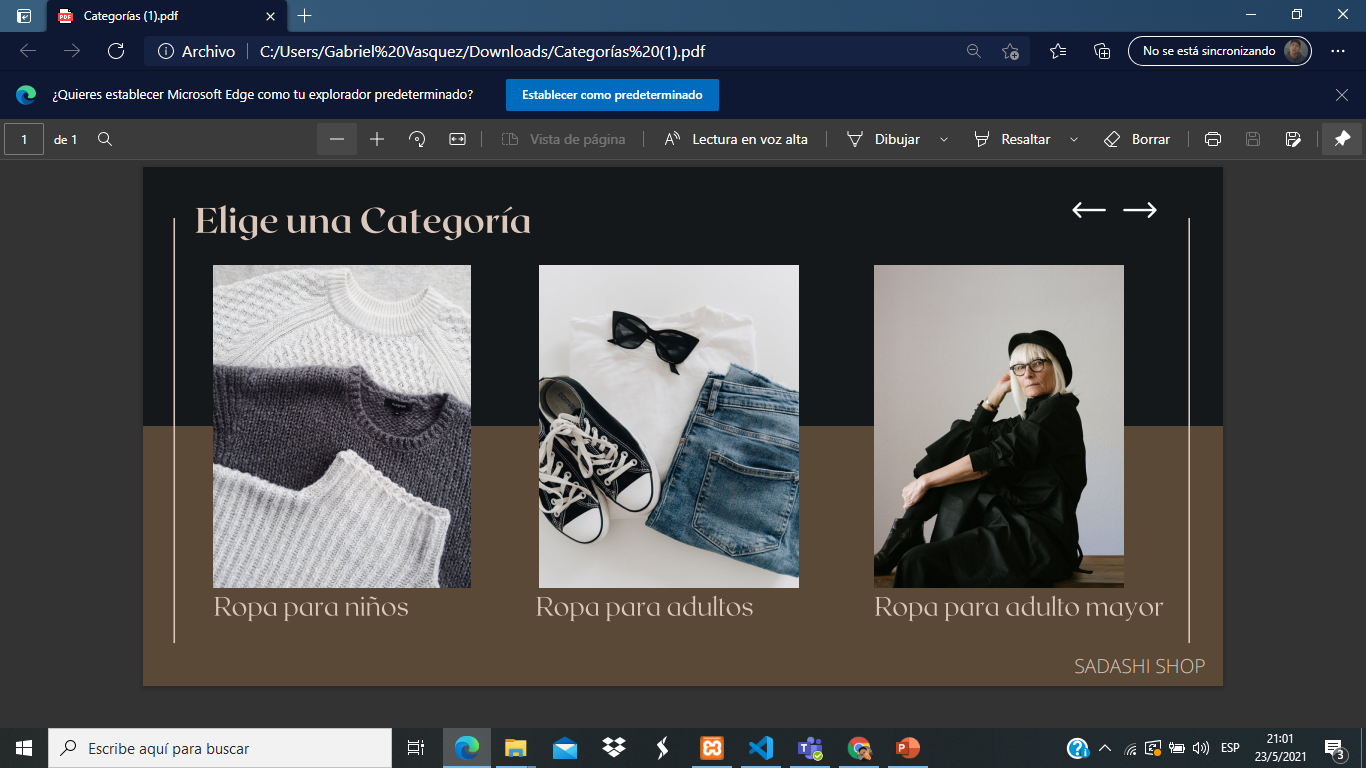 Categorías (1).pdf
Archivo
C:/Users/Gabriel%20Vasquez/Downloads/Categorías%20(1).pdf
No se está sincronizando
¿Quieres establecer Microsoft Edge como tu explorador predeterminado?
Establecer como predeterminado
1 de 1
Vista de página
Lectura en voz alta
Dibujar
Resaltar
Borrar
Elige una Categoría
Ropa para niños
Ropa para adultos
Ropa para adulto mayor
SADASHI SHOP
Escribe aquí para buscar
ESP
21:01
23/5/2021
3